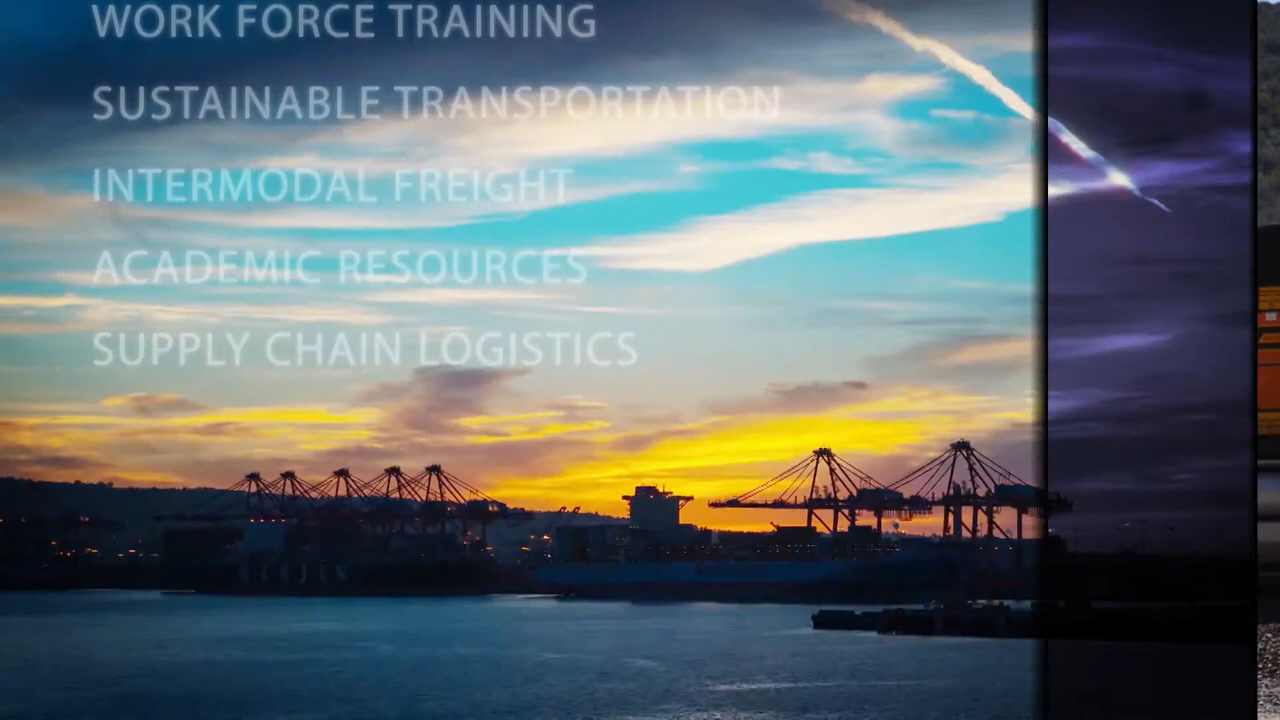 WORK FORCE TRAINING
SUSTAINABLE TRANSPORTATION
INTERMODAL FREIGHT
ACADEMIC RESOURCES
SUPPLY CHAIN LOGISTICS